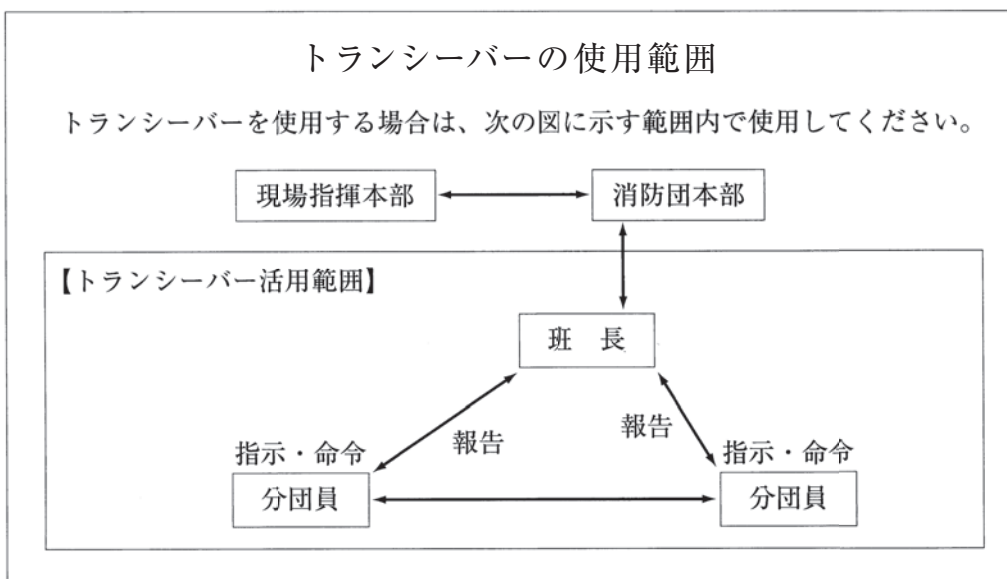 トランシーバーの使用範囲
トランシーバーを使用する場合は、次の図に示す範囲内で使用してください。
現場指揮本部
消防団本部
【トランシーバー活用範囲】
班　長
報告
報告
指示・命令
指示・命令
分団員
分団員